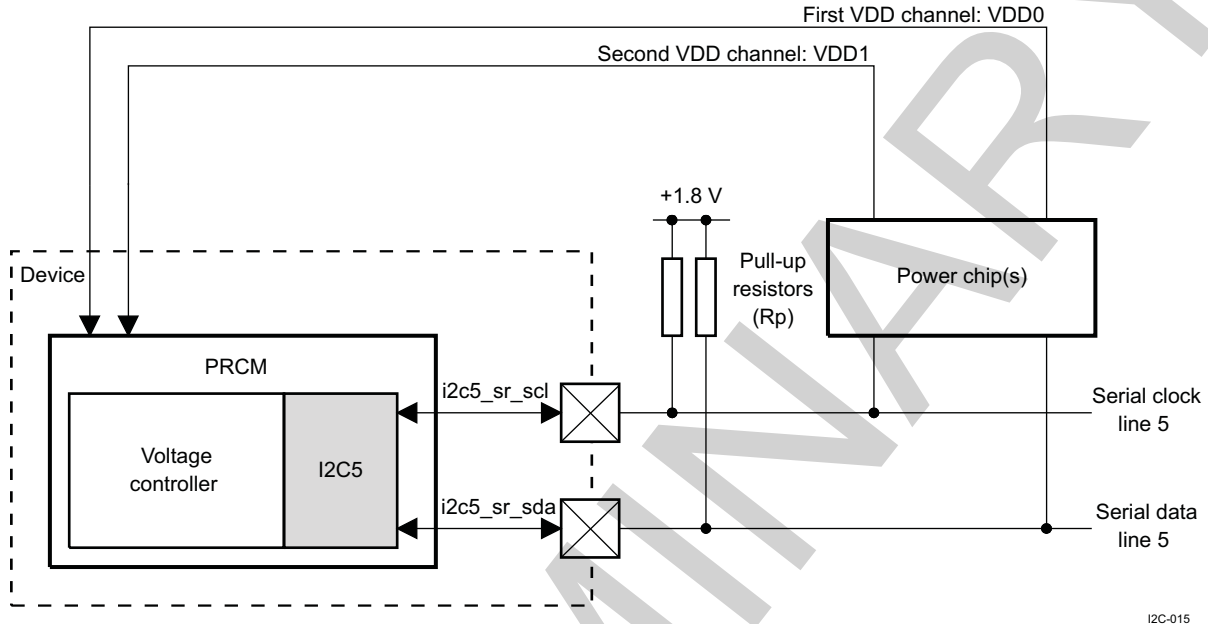 First VDD channel: VDD0
Second VDD channel: VDD1
+1.8 V
Device
Pull-up
resistors
(Rp)
Power chip(s)
PRCM
i2c5_sr_scl
Serial clock
line 5
Voltage
controller
I2C5
i2c5_sr_sda
Serial data
line 5
I2C-015
MINARY